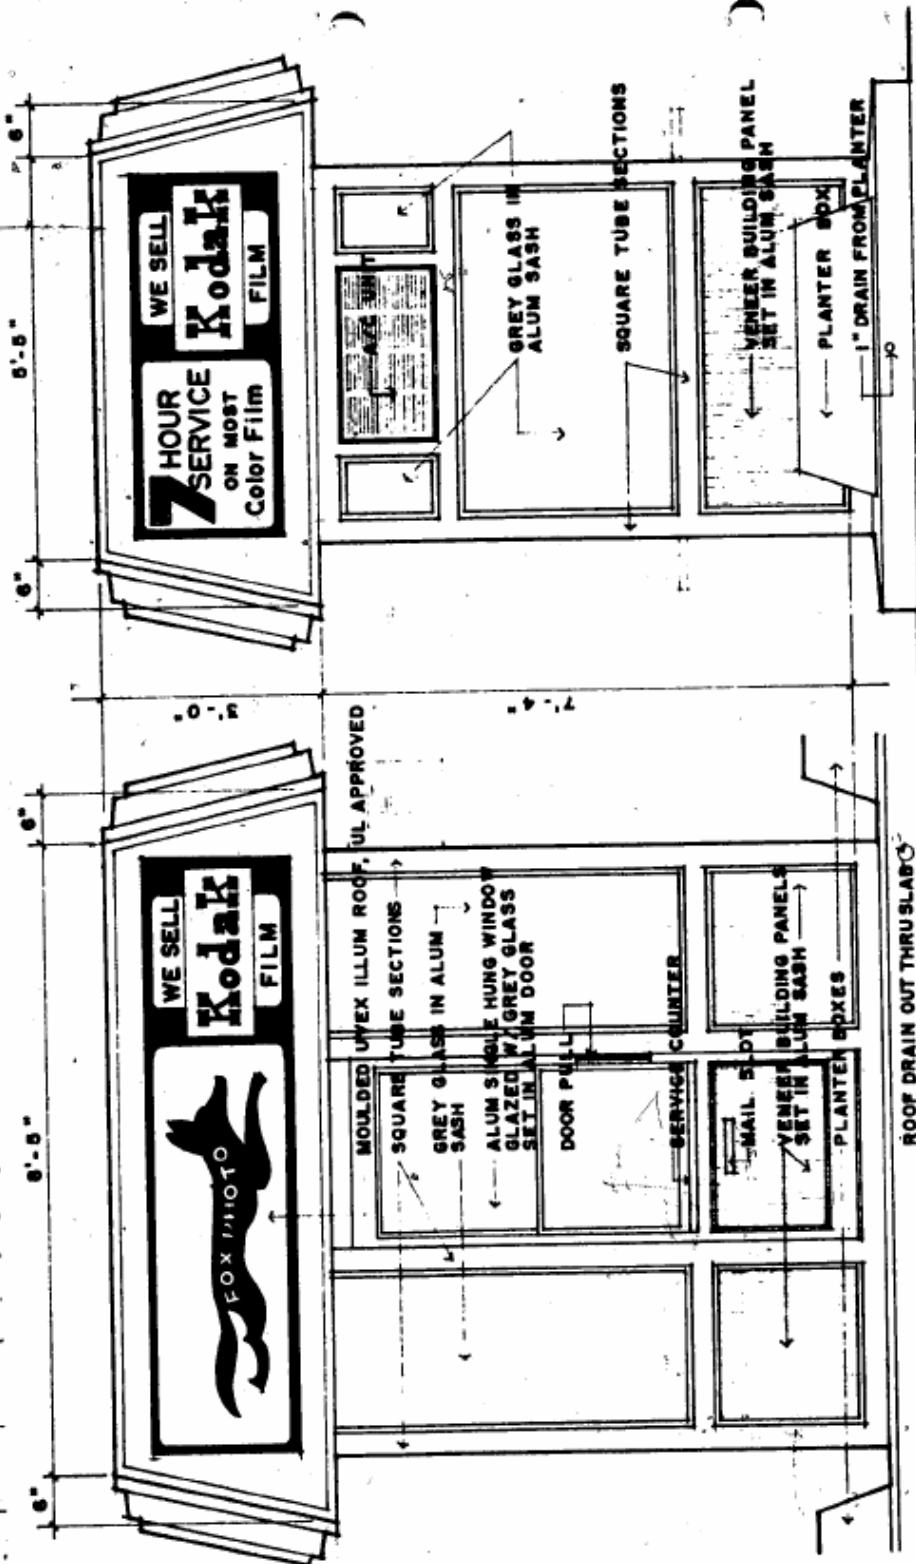 6"
8'-5"
6"
FOX PHOTO
WE SELL
Kodak
FILM
MOULDED UVEX ILLUM ROOF, UL APPROVED
SQUARE TUBE SECTIONS
GREY GLASS IN ALUM
SASH
ALUM SINGLE HUNG WINDOW
GLAZED W/ GREY GLASS
SET IN ALUM DOOR
DOOR PULL
SERVICE COUNTER
MAIL SLOT
VENEER BUILDING PANELS
SET IN ALUM SASH
PLANTER BOXES
ROOF DRAIN OUT THRU SLAB
3'-0"
7'-4"
6"
5'-5"
6"
7 HOUR
SERVICE
ON MOST
Color Film
WE SELL
Kodak
FILM
A/C UNIT
GREY GLASS IN
ALUM SASH
SQUARE TUBE SECTIONS
VENEER BUILDING PANEL
SET IN ALUM SASH
PLANTER BOX
1" DRAIN FROM PLANTER